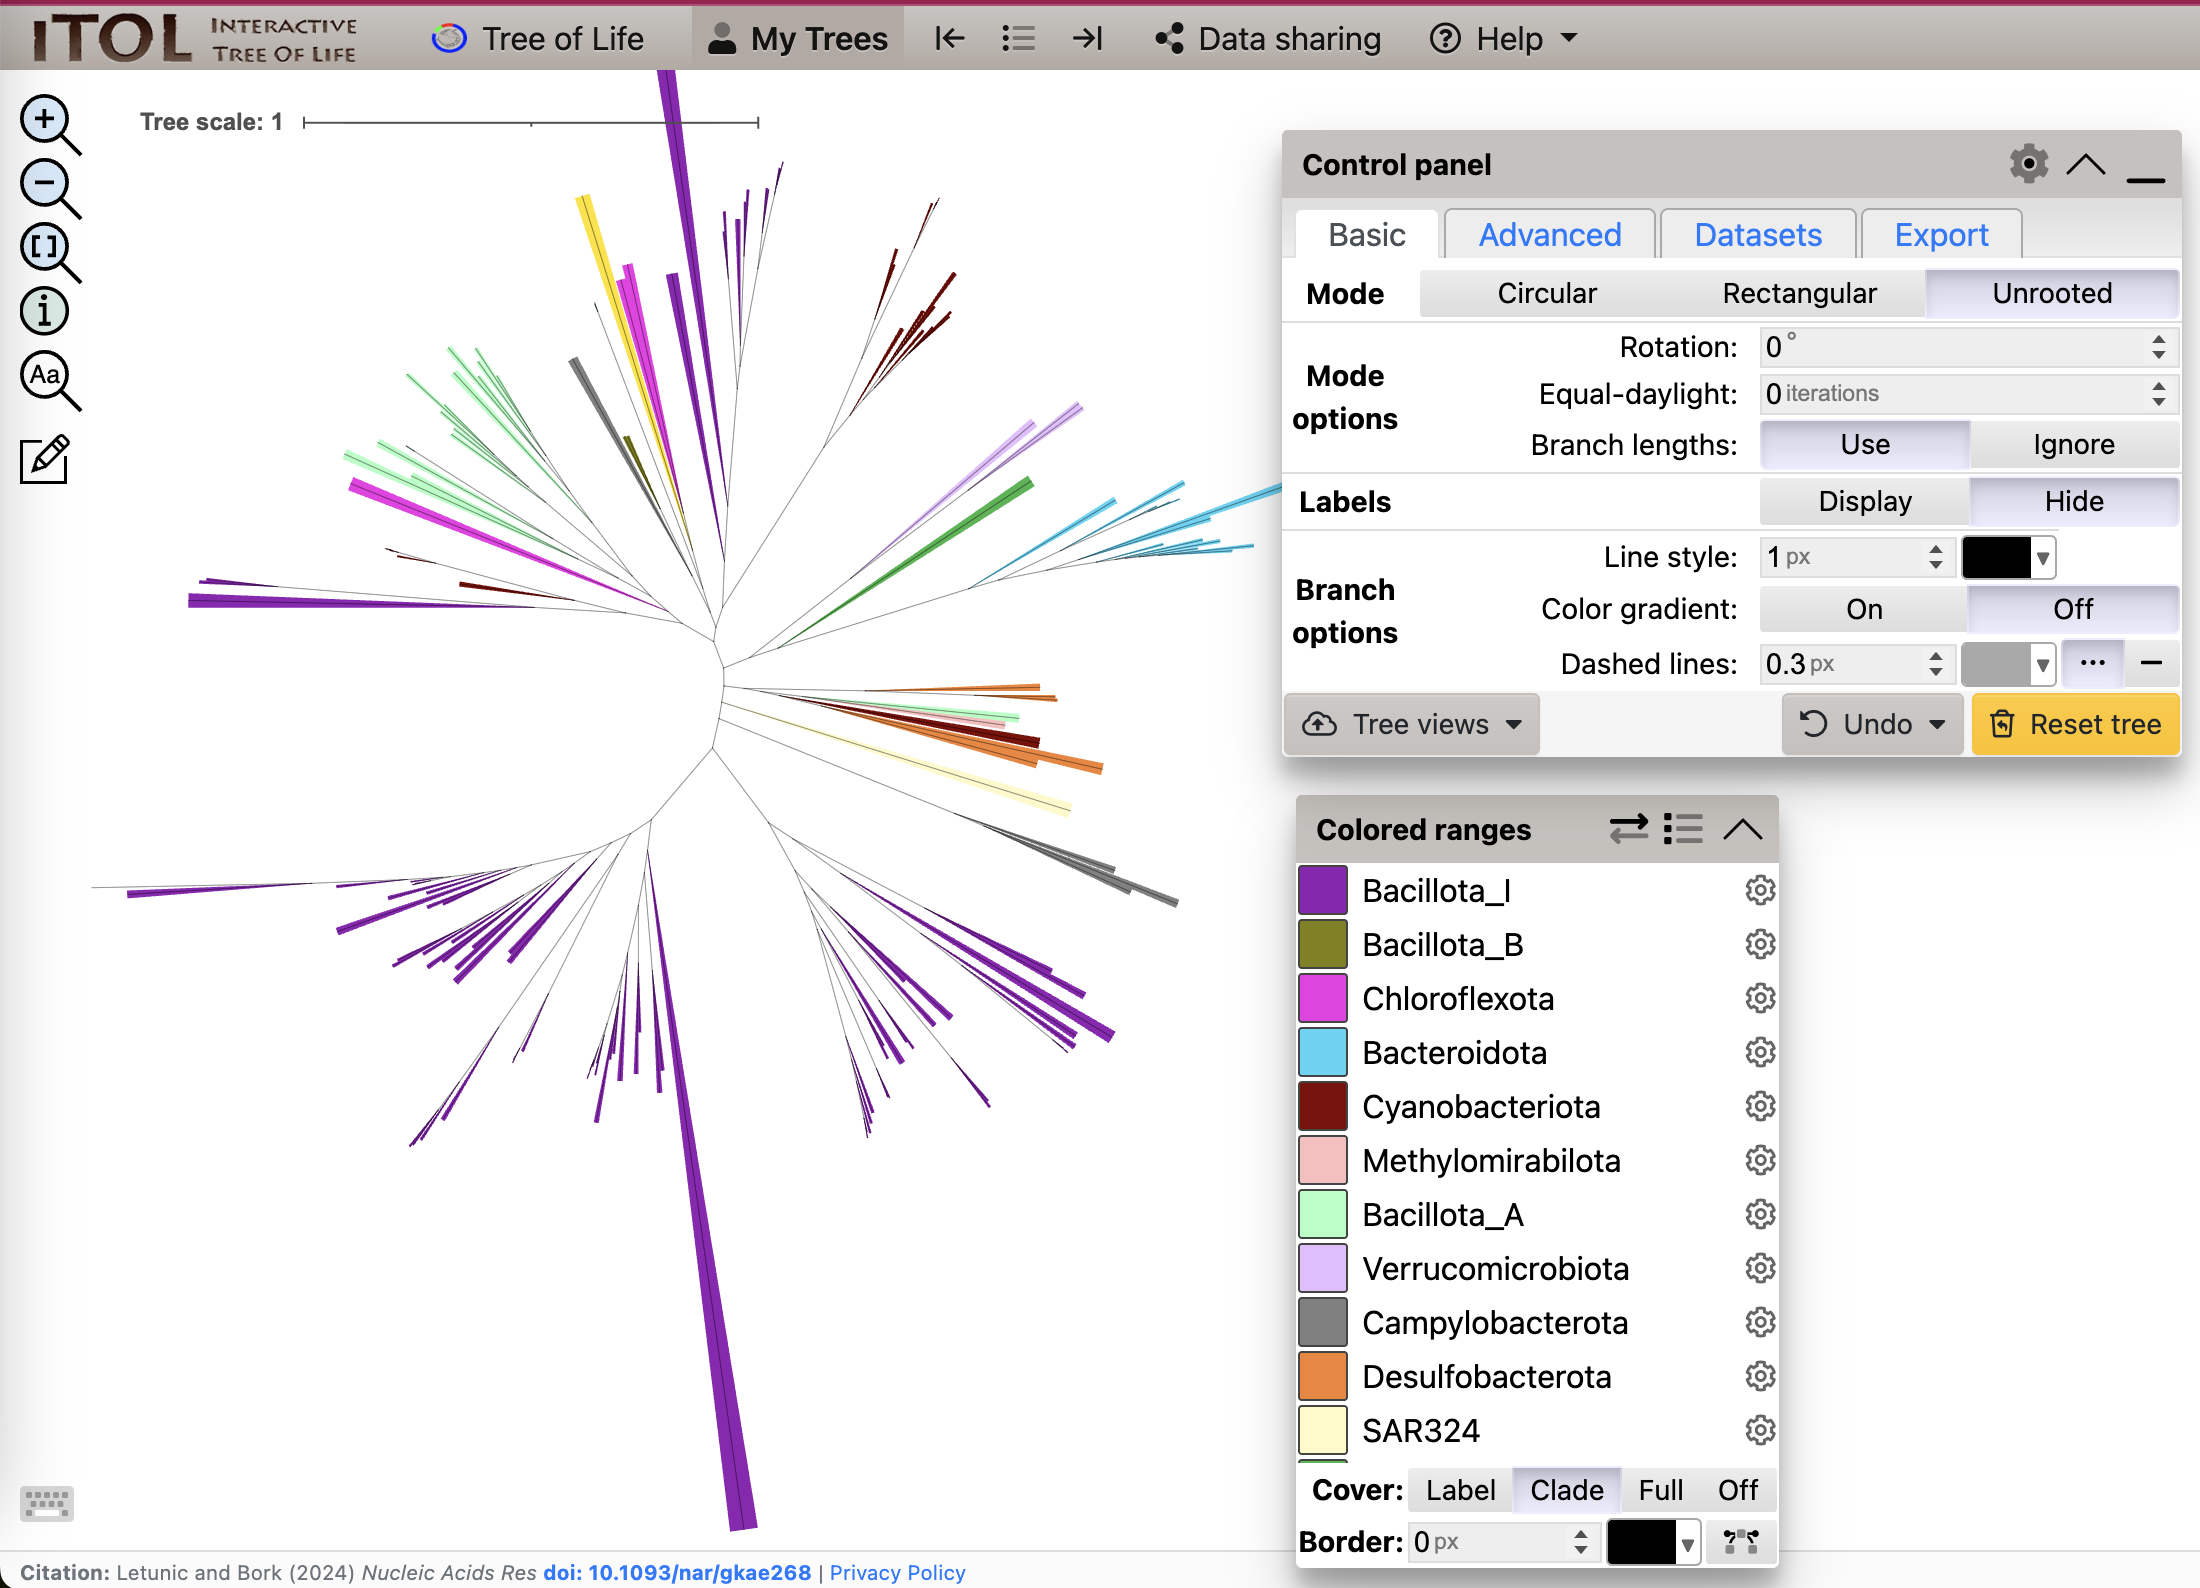 iTOL INTERACTIVE TREE OF LIFE
Tree of Life
My Trees
Data sharing
Help
Tree scale: 1
Aa
Control panel
Basic Advanced Datasets Export
Mode Circular Rectangular Unrooted
Mode options
Rotation: 0 °
Equal-daylight: 0 iterations
Branch lengths: Use Ignore
Labels Display Hide
Branch options
Line style: 1 px
Color gradient: On Off
Dashed lines: 0.3 px
Tree views Undo Reset tree
Colored ranges
Bacillota_I
Bacillota_B
Chloroflexota
Bacteroidota
Cyanobacteriota
Methylomirabilota
Bacillota_A
Verrucomicrobiota
Campylobacterota
Desulfobacterota
SAR324
Cover: Label Clade Full Off
Border: 0 px
Citation: Letunic and Bork (2024) Nucleic Acids Res doi: 10.1093/nar/gkae268 | Privacy Policy